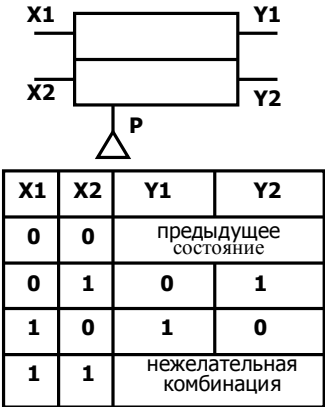 X1 Y1
X2 Y2
P
X1 X2 Y1 Y2
0 0 предыдущее
состояние
0 1 0 1
1 0 1 0
1 1 нежелательная
комбинация